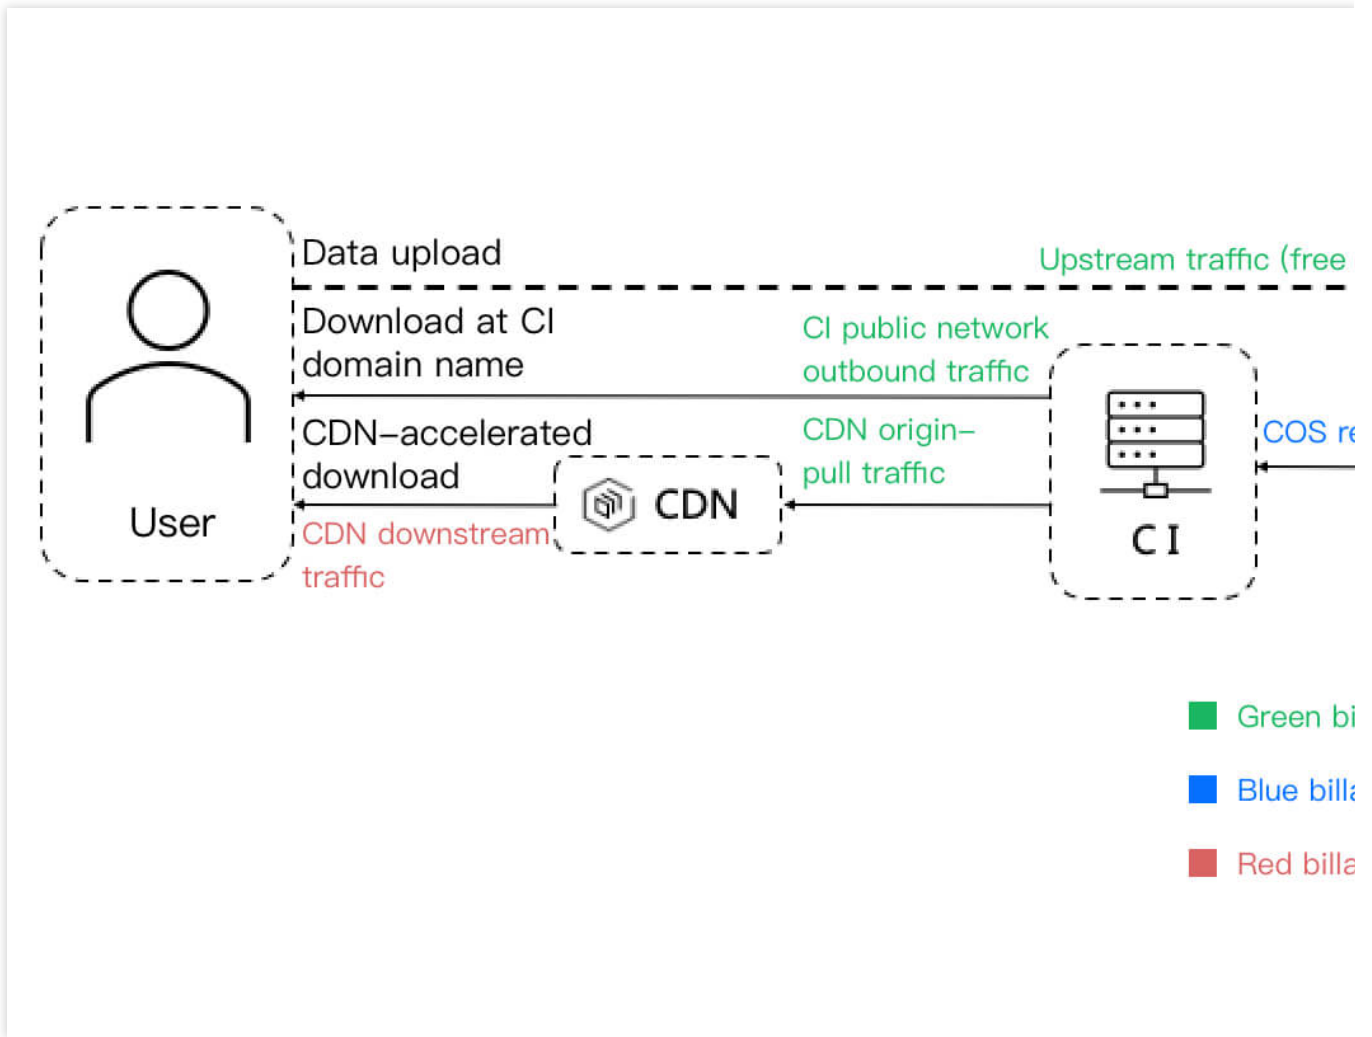 Data upload
Upstream traffic (free
Download at CI
domain name
CI public network
outbound traffic
CDN–accelerated
download
CDN origin–
pull traffic
CDN
CDN downstream
traffic
User
CI
COS
Green
Blue
Red